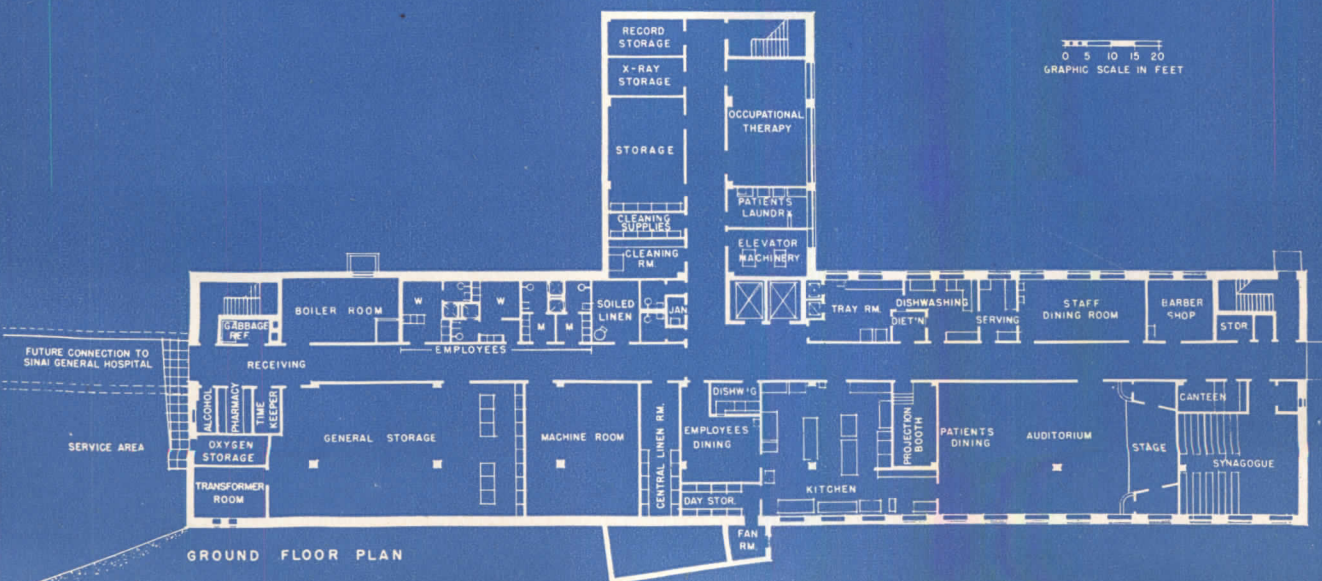 RECORD
STORAGE
X-RAY
STORAGE
STORAGE
CLEANING
SUPPLIES
CLEANING
RM.
OCCUPATIONAL
THERAPY
PATIENTS
LAUNDRY
ELEVATOR
MACHINERY
0 5 10 15 20
GRAPHIC SCALE IN FEET
GABBAGE
REF.
BOILER ROOM
W
W
M
M
SOILED
LINEN
JAN.
TRAY RM.
DISHWASHING
DIET'N
SERVING
STAFF
DINING ROOM
BARBER
SHOP
STOR.
FUTURE CONNECTION TO
SINAI GENERAL HOSPITAL
RECEIVING
EMPLOYEES
SERVICE AREA
ALCOHOL
PHARMACY
TIME
KEEPER
OXYGEN
STORAGE
TRANSFORMER
ROOM
GENERAL STORAGE
MACHINE ROOM
CENTRAL LINEN RM.
DISHW'G
EMPLOYEES
DINING
DAY STOR.
KITCHEN
FAN
RM.
PROJECTION
BOOTH
PATIENTS
DINING
AUDITORIUM
STAGE
CANTEEN
SYNAGOGUE
GROUND FLOOR PLAN